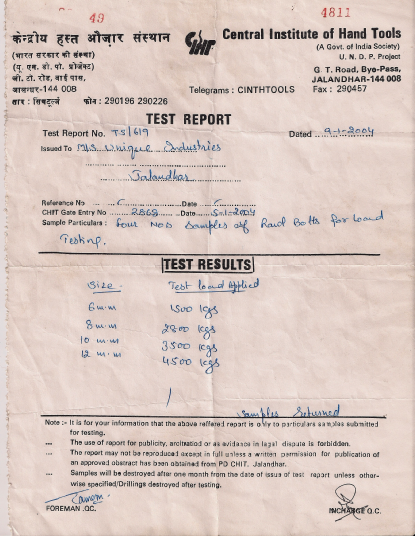 49
4811
केन्द्रीय हस्त औज़ार संस्थान
(भारत सरकार की संस्था)
(यू. एन. डी. पी. प्रोजेक्ट)
जी. टी. रोड, बाई पास,
जालन्धर-144 008
तार : सिवटूल्ज़ फोन : 290196 290226
CIHT
Central Institute of Hand Tools
(A Govt. of India Society)
U. N. D. P Project
G. T. Road, Bye-Pass,
JALANDHAR-144 008
Telegrams : CINTHTOOLS Fax : 290457
TEST REPORT
Test Report No. TS/619 Dated 9-1-2004
Issued To M/S Unique Industries
Jalandhar
Reference No Date
CHIT Gate Entry No 2868 Date 5-1-2004
Sample Particulars : Four Nos Samples of Bolts for Load
Testing.
TEST RESULTS
Size. Test load Applied
6 m.m 1500 kgs
8 m.m 2800 kgs
10 m.m 3500 kgs
12 m.m 4500 kgs
Samples Returned
Note :- It is for your information that the above reffered report is only to particulars samples submitted
for testing.
... The use of report for publicity, arcitration or as evidence in legal dispute is forbidden.
... The report may not be reproduced except in full unless a written permission for publication of
an approved abstract has been obtained from PD CHIT. Jalandhar.
... Samples will be destroyed after one month from the date of issue of test report unless other-
wise specified/Drillings destroyed after testing.
FOREMAN .QC.
INCHARGE Q.C.